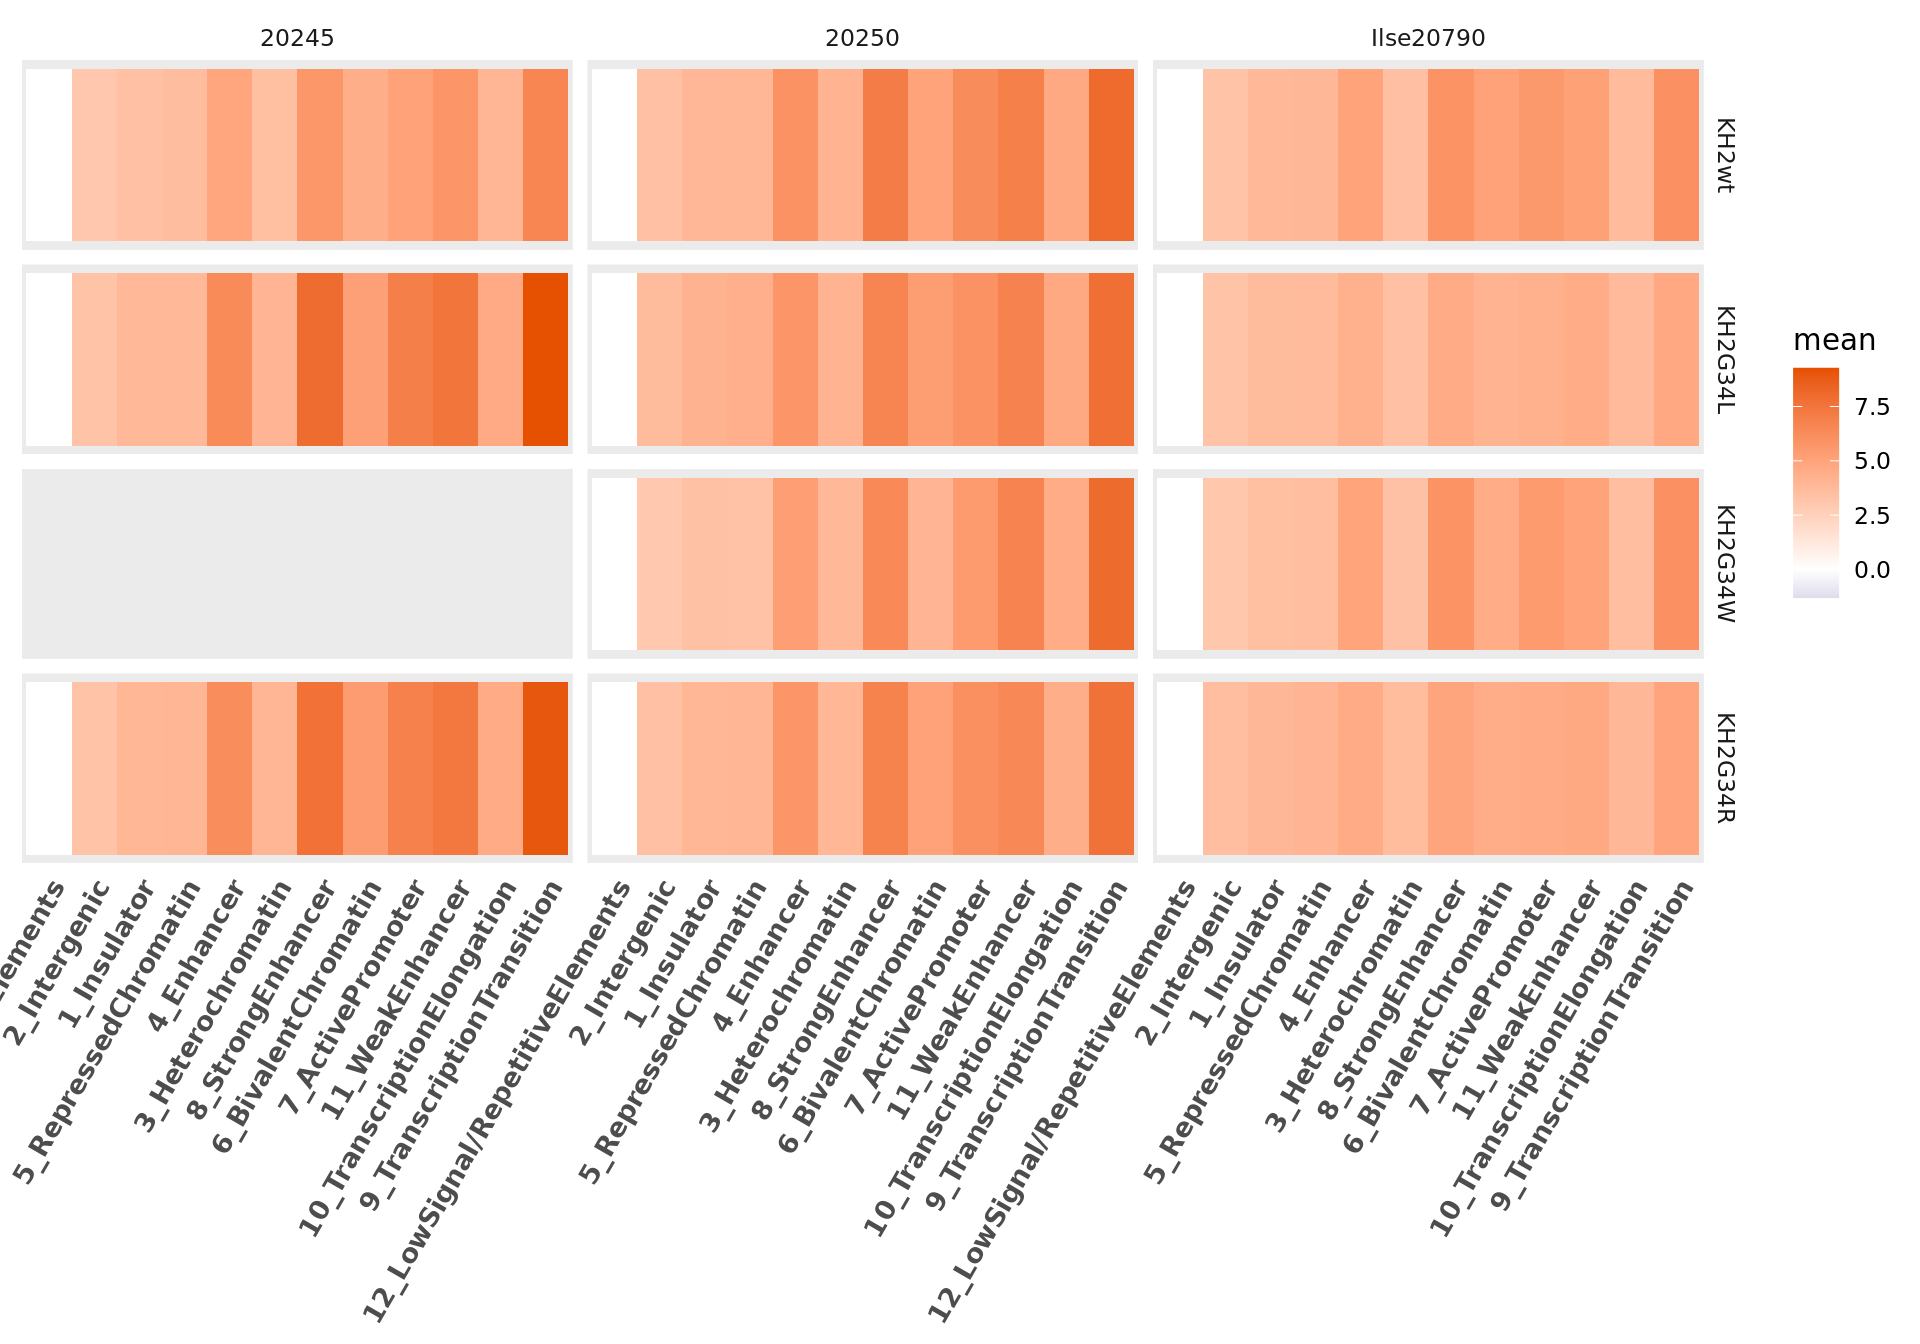 20245 20250 Ilse20790
KH2wt
KH2G34L
KH2G34W
KH2G34R
mean
7.5
5.0
2.5
0.0
2_Intergenic
1_Insulator
5_RepressedChromatin
4_Enhancer
3_Heterochromatin
8_StrongEnhancer
6_BivalentChromatin
7_ActivePromoter
11_WeakEnhancer
10_TranscriptionElongation
9_TranscriptionTransition
12_LowSignal/RepetitiveElements
2_Intergenic
1_Insulator
5_RepressedChromatin
4_Enhancer
3_Heterochromatin
8_StrongEnhancer
6_BivalentChromatin
7_ActivePromoter
11_WeakEnhancer
10_TranscriptionElongation
9_TranscriptionTransition
12_LowSignal/RepetitiveElements
2_Intergenic
1_Insulator
5_RepressedChromatin
4_Enhancer
3_Heterochromatin
8_StrongEnhancer
6_BivalentChromatin
7_ActivePromoter
11_WeakEnhancer
10_TranscriptionElongation
9_TranscriptionTransition